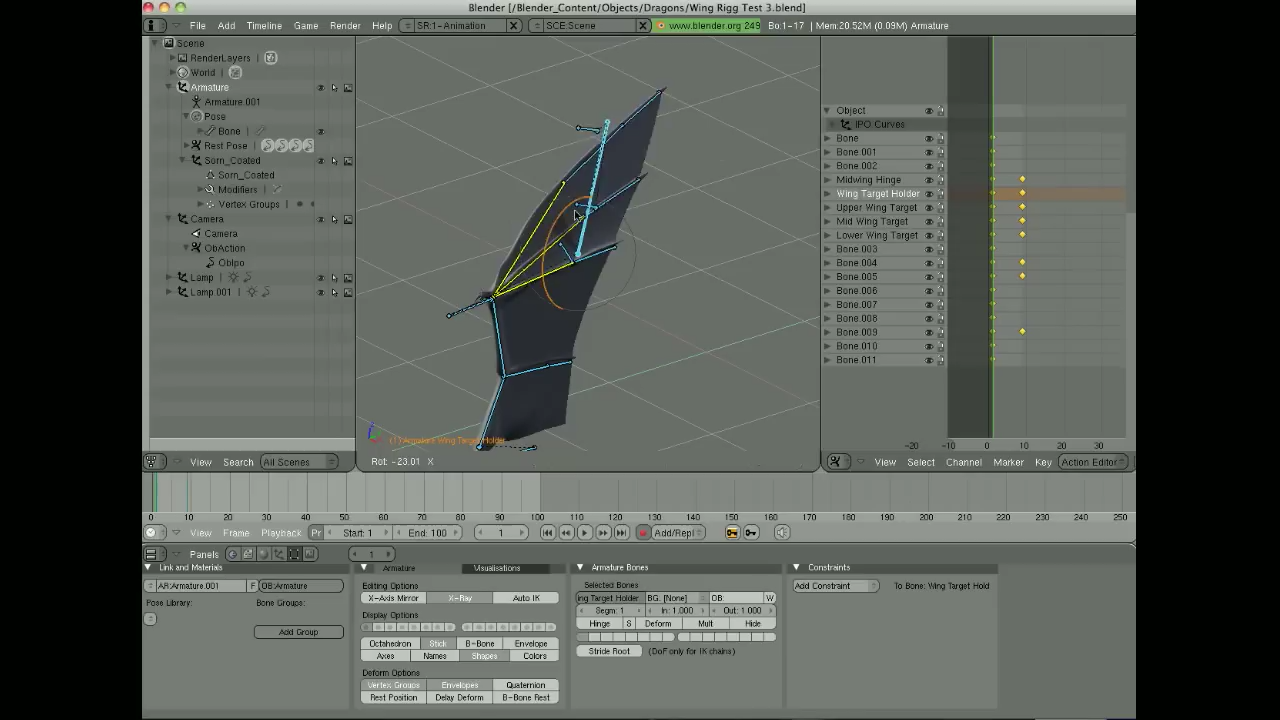 Blender [/Blender_Content/Objects/Dragons/Wing Rigg Test 3.blend]
File Add Timeline Game Render Help SR:1-Animation SCE:Scene www.blender.org 249 Bo:1-17 | Mem:20.52M (0.09M) Armature
Scene
RenderLayers
World
Armature
Armature.001
Pose
Bone
Rest Pose
Sorn_Coated
Sorn_Coated
Modifiers
Vertex Groups
Camera
Camera
ObAction
ObIpo
Lamp
Lamp.001
View Search All Scenes
(1) Armature Wing Target Holder
Rot: -23.01 X
Object
IPO Curves
Bone
Bone.001
Bone.002
Midwing Hinge
Wing Target Holder
Upper Wing Target
Mid Wing Target
Lower Wing Target
Bone.003
Bone.004
Bone.005
Bone.006
Bone.007
Bone.008
Bone.009
Bone.010
Bone.011
-20 -10 0 10 20 30
View Select Channel Marker Key Action Editor
0 10 20 30 40 50 60 70 80 90 100 110 120 130 140 150 160 170 180 190 200 210 220 230 240 250
View Frame Playback Pr Start: 1 End: 100 1 Add/Repl
Panels 1
Link and Materials
AR:Armature.001 F OB:Armature
Pose Library: Bone Groups:
Add Group
Armature Visualisations
Editing Options
X-Axis Mirror X-Ray Auto IK
Display Options
Octahedron Stick B-Bone Envelope
Axes Names Shapes Colors
Deform Options
Vertex Groups Envelopes Quaternion
Rest Position Delay Deform B-Bone Rest
Armature Bones
Selected Bones
ing Target Holder BG: [None] OB: W
Segm: 1 In: 1.000 Out: 1.000
Hinge S Deform Mult Hide
Stride Root (DoF only for IK chains)
Constraints
Add Constraint To Bone: Wing Target Hold